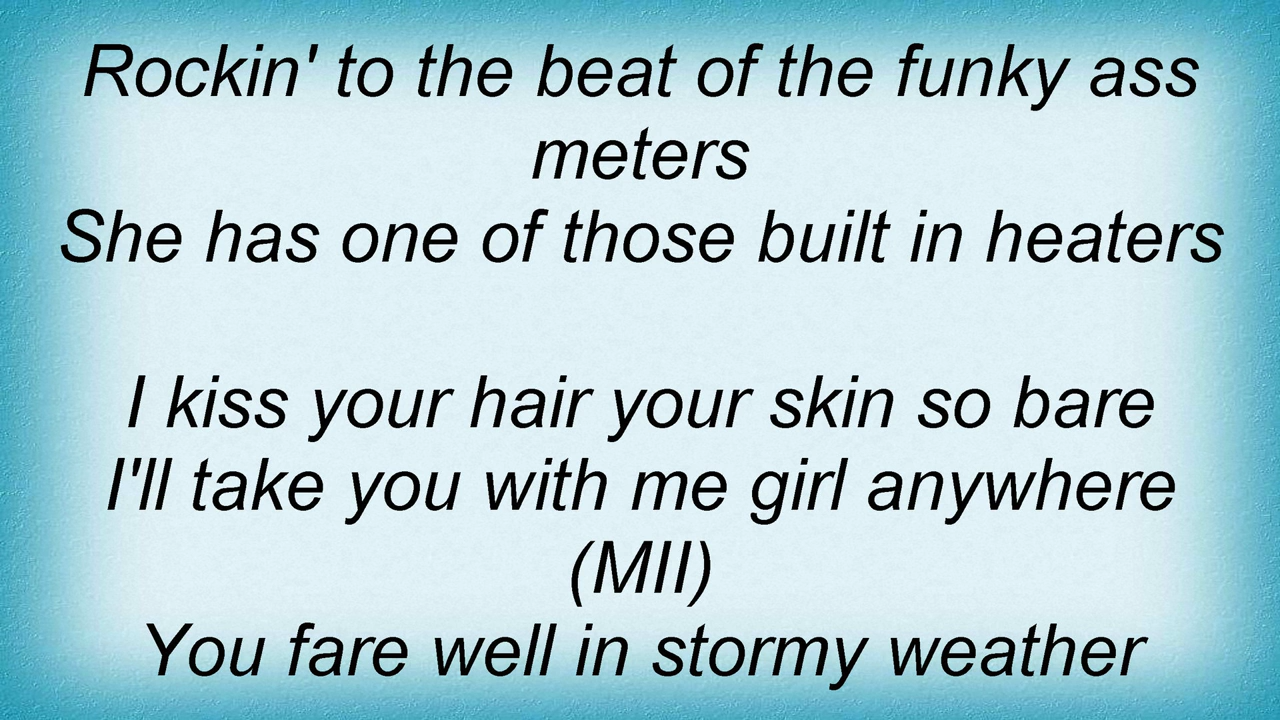 Rockin' to the beat of the funky ass
meters
She has one of those built in heaters
I kiss your hair your skin so bare
I'll take you with me girl anywhere
(MII)
You fare well in stormy weather